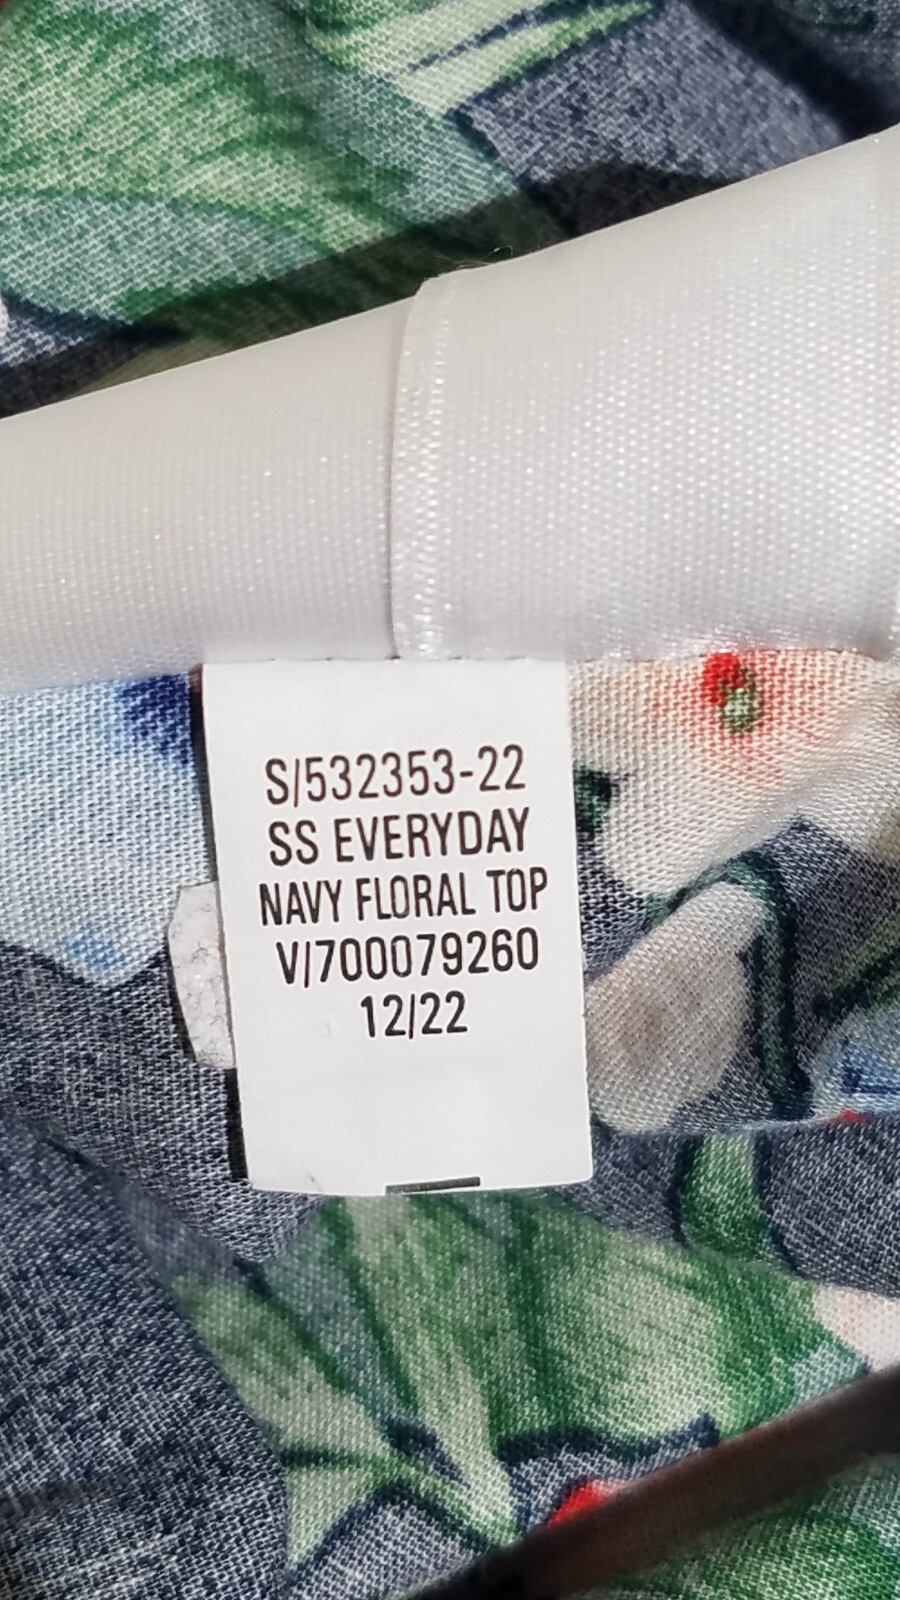 S/532353-22
SS EVERYDAY
NAVY FLORAL TOP
V/700079260
12/22